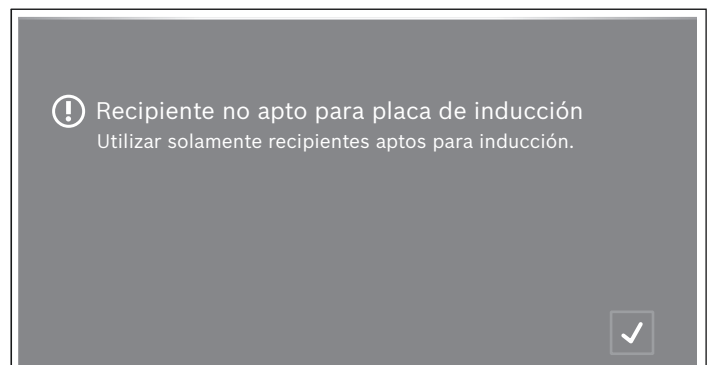 Recipiente no apto para placa de inducción
Utilizar solamente recipientes aptos para inducción.